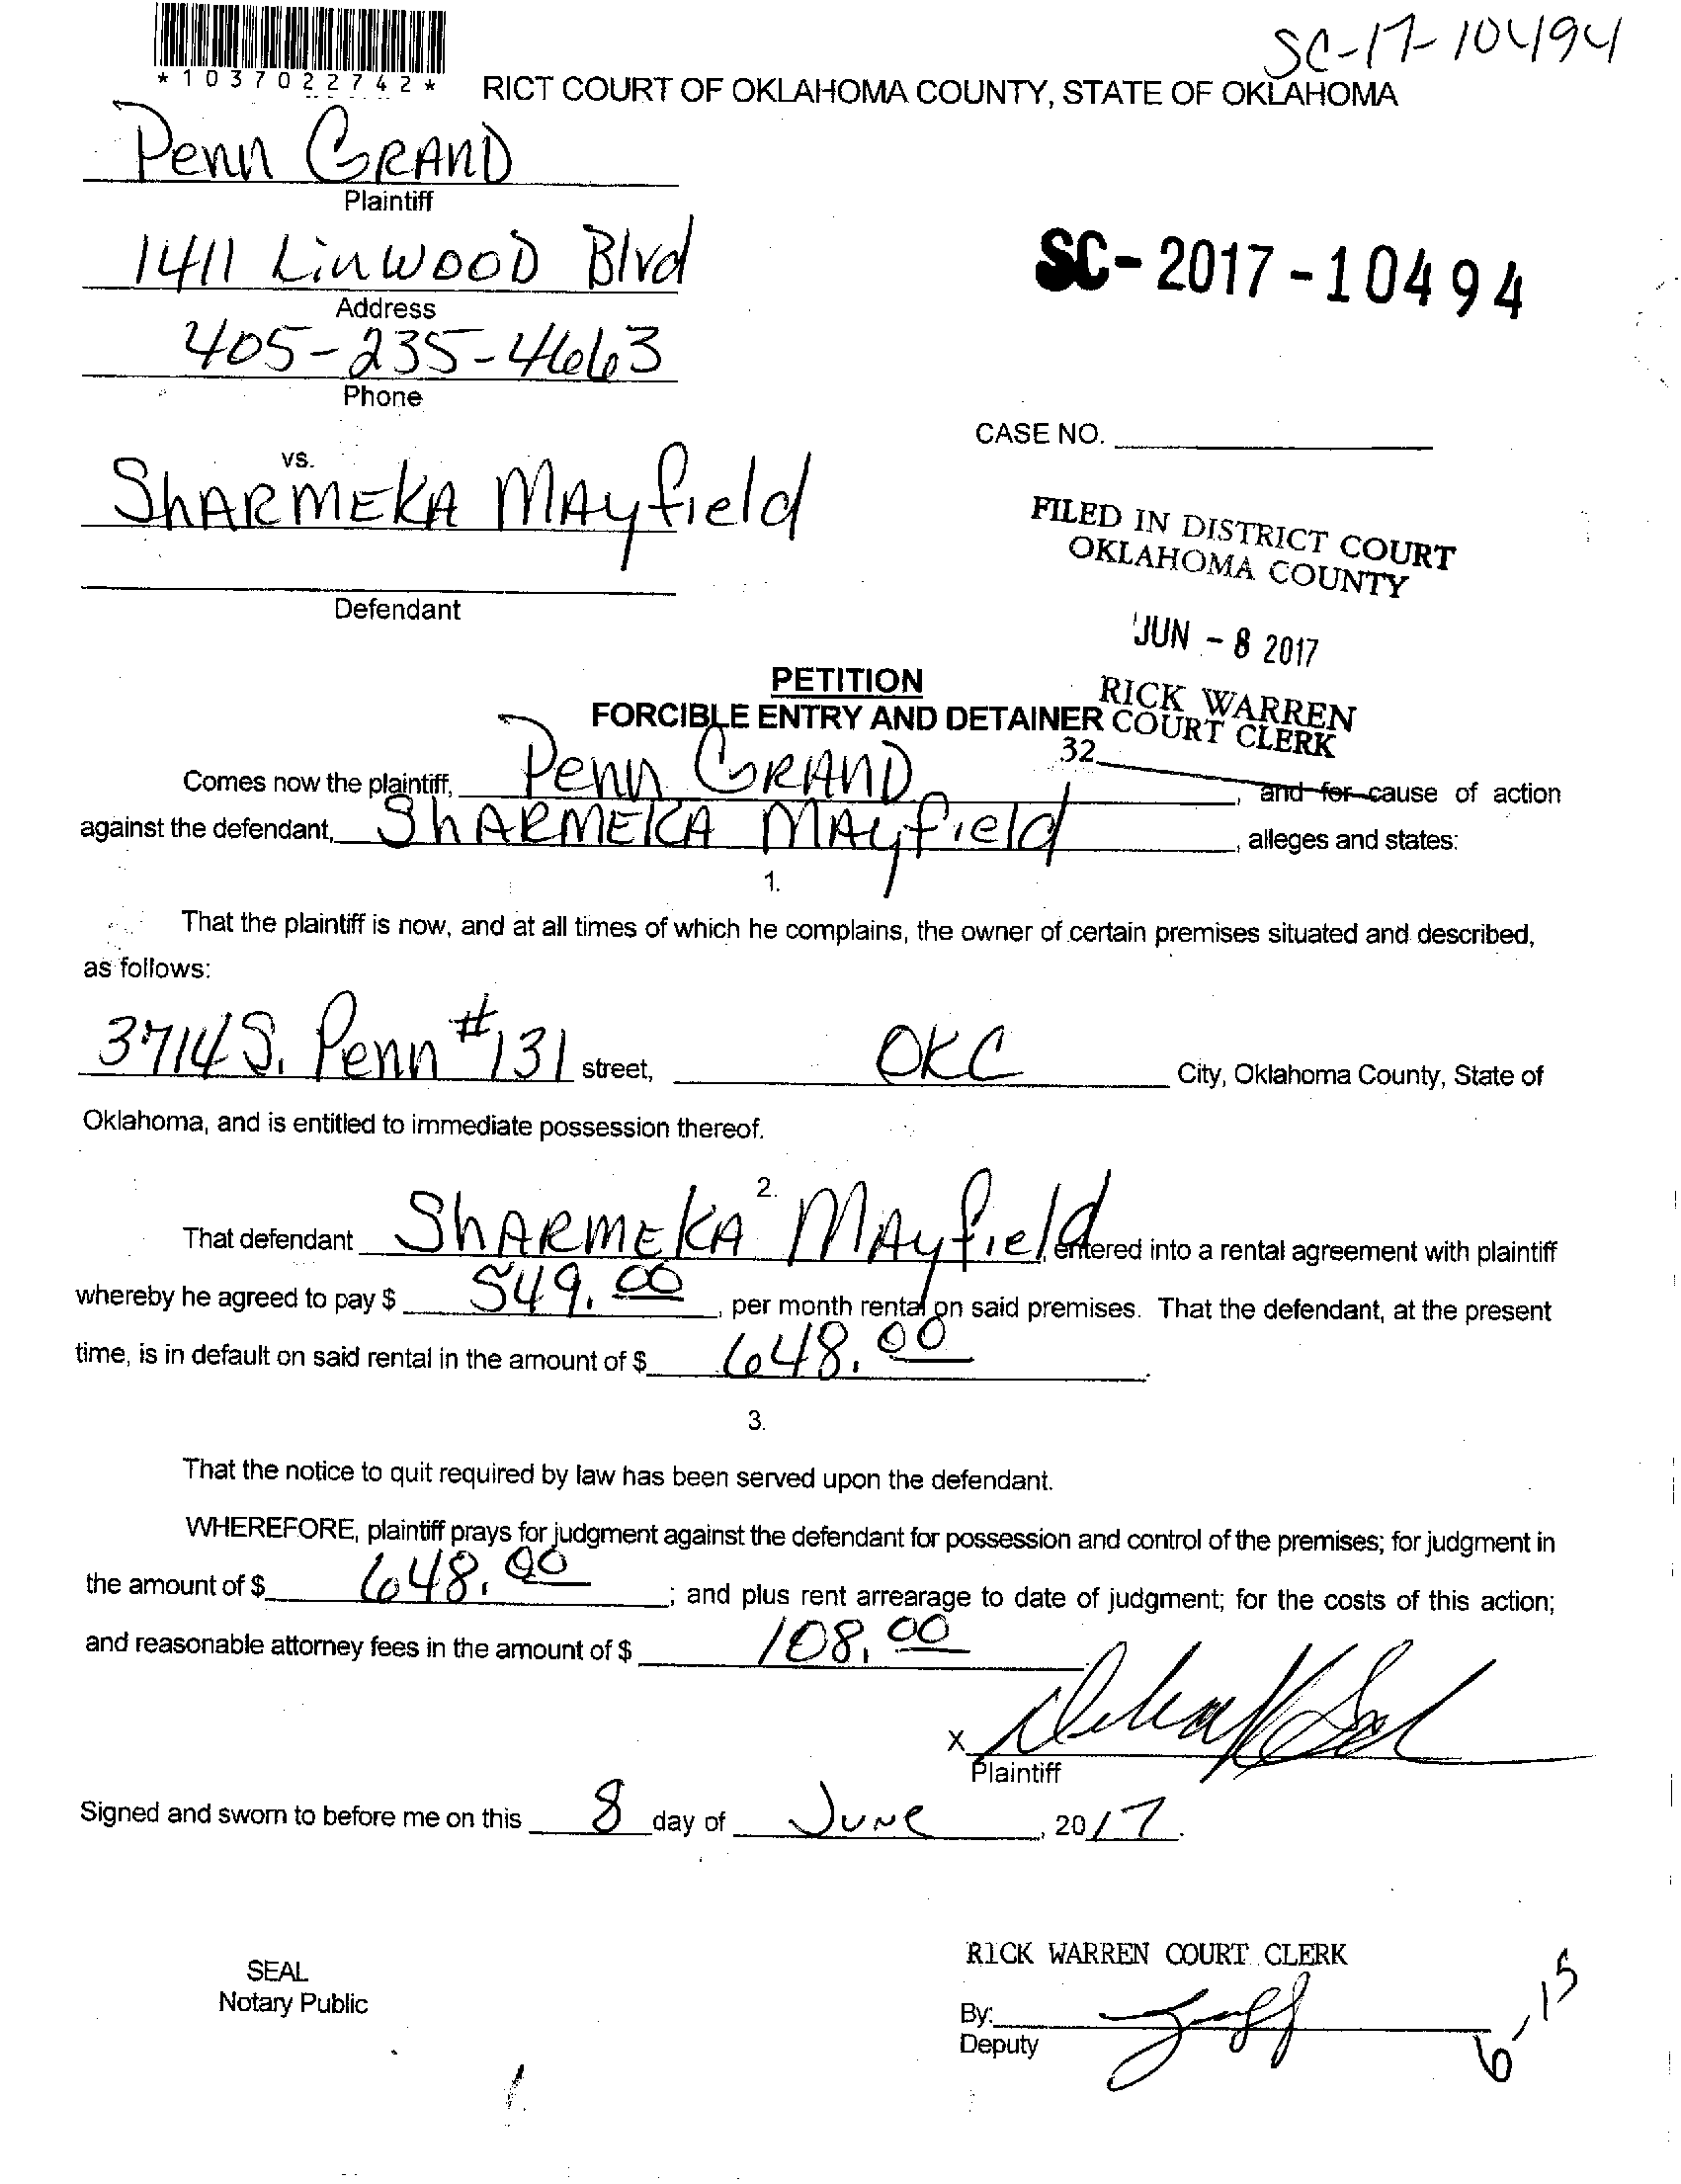 SC-17-10494
*1037022742*
RICT COURT OF OKLAHOMA COUNTY, STATE OF OKLAHOMA
Penn GRAND
Plaintiff
1411 LinwooD Blvd
Address
405-235-4663
Phone
SC-2017-10494
CASE NO.
vs.
ShARMEKA MAyfield
Defendant
FILED IN DISTRICT COURT
OKLAHOMA COUNTY
JUN - 8 2017
RICK WARREN
COURT CLERK
32
PETITION
FORCIBLE ENTRY AND DETAINER
Comes now the plaintiff, Penn GRAND, and for cause of action
against the defendant, ShARMEKA MAyfield, alleges and states:
1.
That the plaintiff is now, and at all times of which he complains, the owner of certain premises situated and described,
as follows:
3714 S. Penn #131 street, OKC City, Oklahoma County, State of
Oklahoma, and is entitled to immediate possession thereof.
2.
That defendant ShARMEKA MAyfield, entered into a rental agreement with plaintiff
whereby he agreed to pay $ 549.00, per month rental on said premises. That the defendant, at the present
time, is in default on said rental in the amount of $ 648.00.
3.
That the notice to quit required by law has been served upon the defendant.
WHEREFORE, plaintiff prays for judgment against the defendant for possession and control of the premises; for judgment in
the amount of $ 648.00; and plus rent arrearage to date of judgment; for the costs of this action;
and reasonable attorney fees in the amount of $ 108.00
X
Plaintiff
Signed and sworn to before me on this 8 day of JUNE, 2017.
SEAL
Notary Public
RICK WARREN COURT CLERK
By:
Deputy
6-15